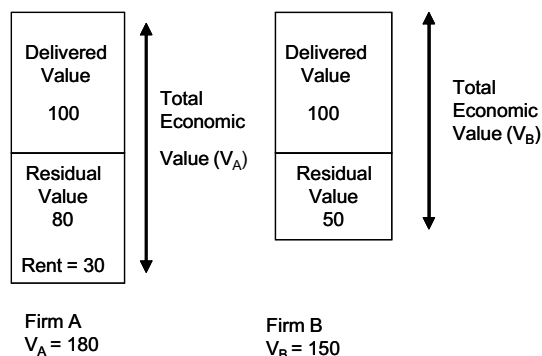 Delivered
Value
100
Residual
Value
80
Rent = 30
Total
Economic
Value (VA)
Firm A
VA = 180
Delivered
Value
100
Residual
Value
50
Total
Economic
Value (VB)
Firm B
VB = 150